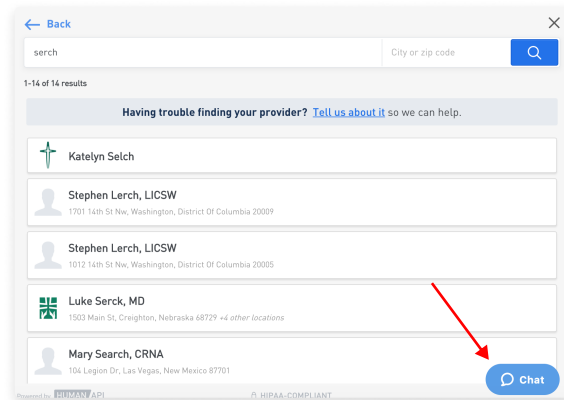 Back
serch City or zip code
1-14 of 14 results
Having trouble finding your provider? Tell us about it so we can help.
Katelyn Selch
Stephen Lerch, LICSW
1701 14th St Nw, Washington, District Of Columbia 20009
Stephen Lerch, LICSW
1012 14th St Nw, Washington, District Of Columbia 20005
Luke Serck, MD
1503 Main St, Creighton, Nebraska 68729 +4 other locations
Mary Search, CRNA
104 Legion Dr, Las Vegas, New Mexico 87701
Chat
Powered by HUMAN API HIPAA-COMPLIANT